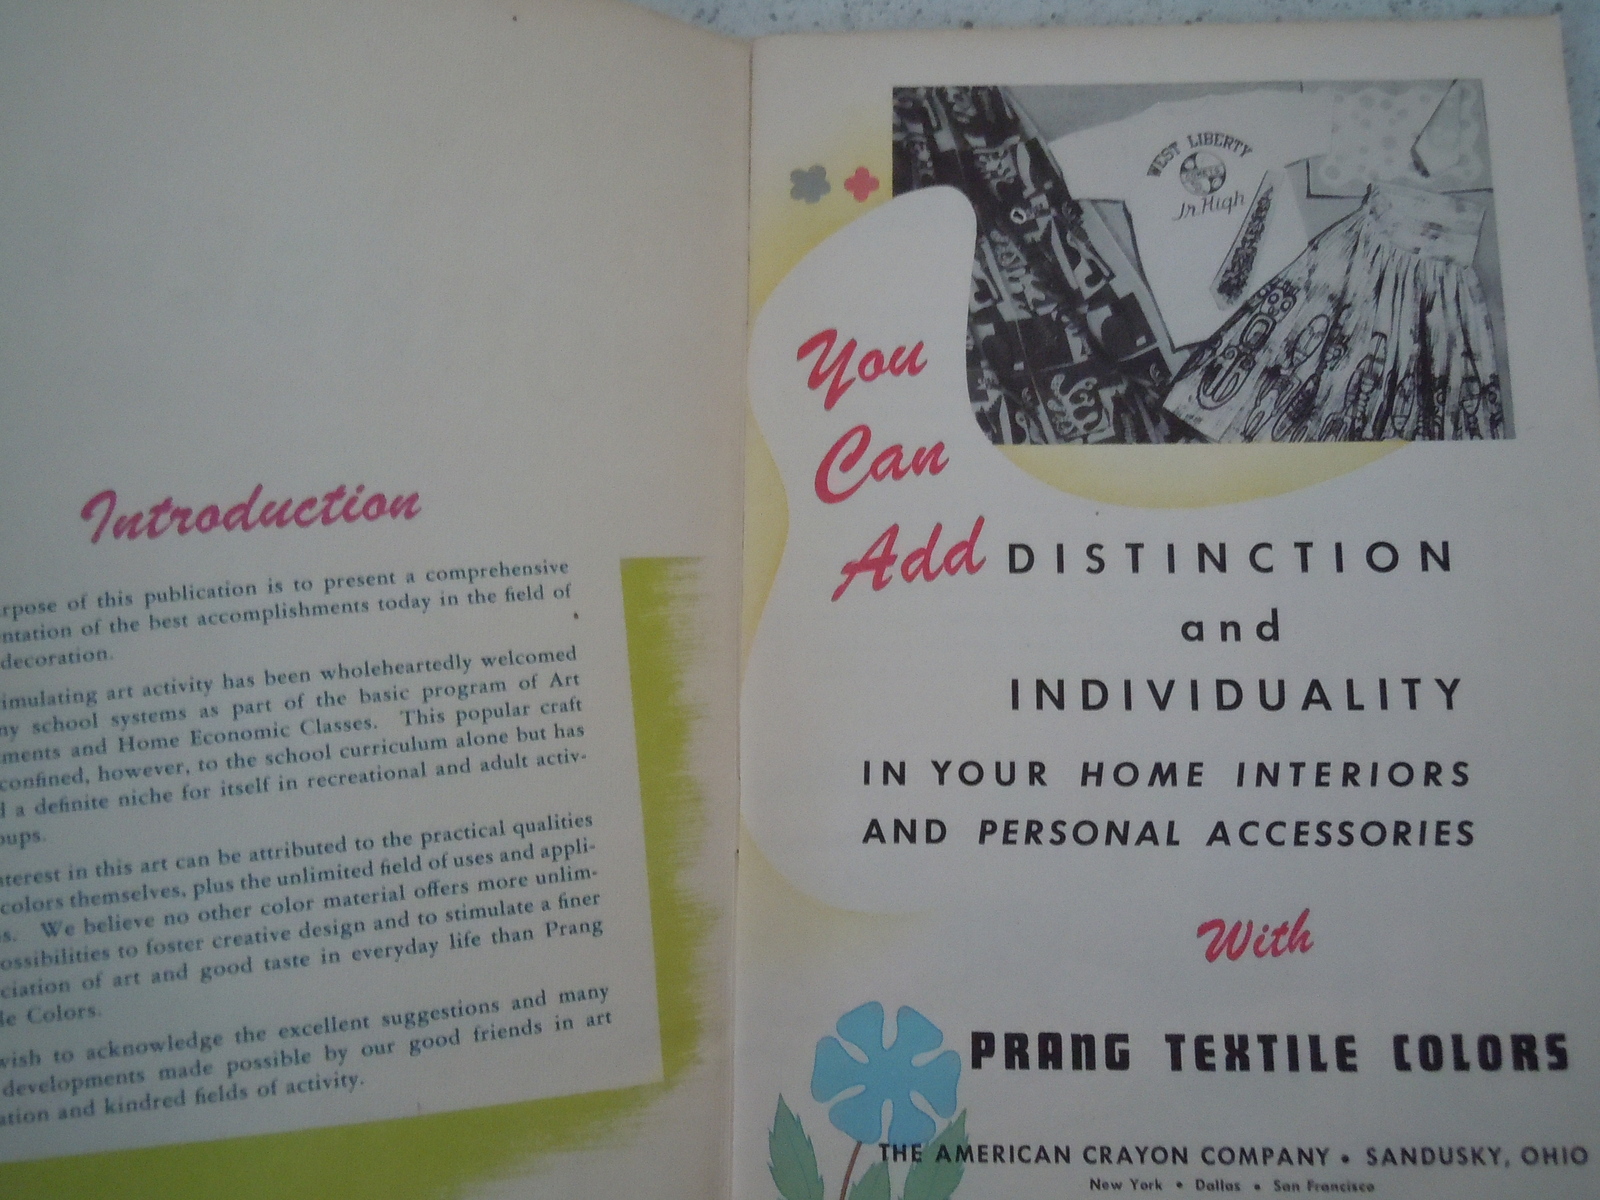 Introduction
rpose of this publication is to present a comprehensive
ntation of the best accomplishments today in the field of
decoration.
imulating art activity has been wholeheartedly welcomed
ny school systems as part of the basic program of Art
ments and Home Economic Classes. This popular craft
confined, however, to the school curriculum alone but has
d a definite niche for itself in recreational and adult activ-
oups.
nterest in this art can be attributed to the practical qualities
colors themselves, plus the unlimited field of uses and appli-
s. We believe no other color material offers more unlim-
ossibilities to foster creative design and to stimulate a finer
ciation of art and good taste in everyday life than Prang
le Colors.
wish to acknowledge the excellent suggestions and many
developments made possible by our good friends in art
ation and kindred fields of activity.
WEST LIBERTY
Jr. High
You
Can
Add DISTINCTION
and
INDIVIDUALITY
IN YOUR HOME INTERIORS
AND PERSONAL ACCESSORIES
With
PRANG TEXTILE COLORS
THE AMERICAN CRAYON COMPANY • SANDUSKY, OHIO
New York • Dallas • San Francisco